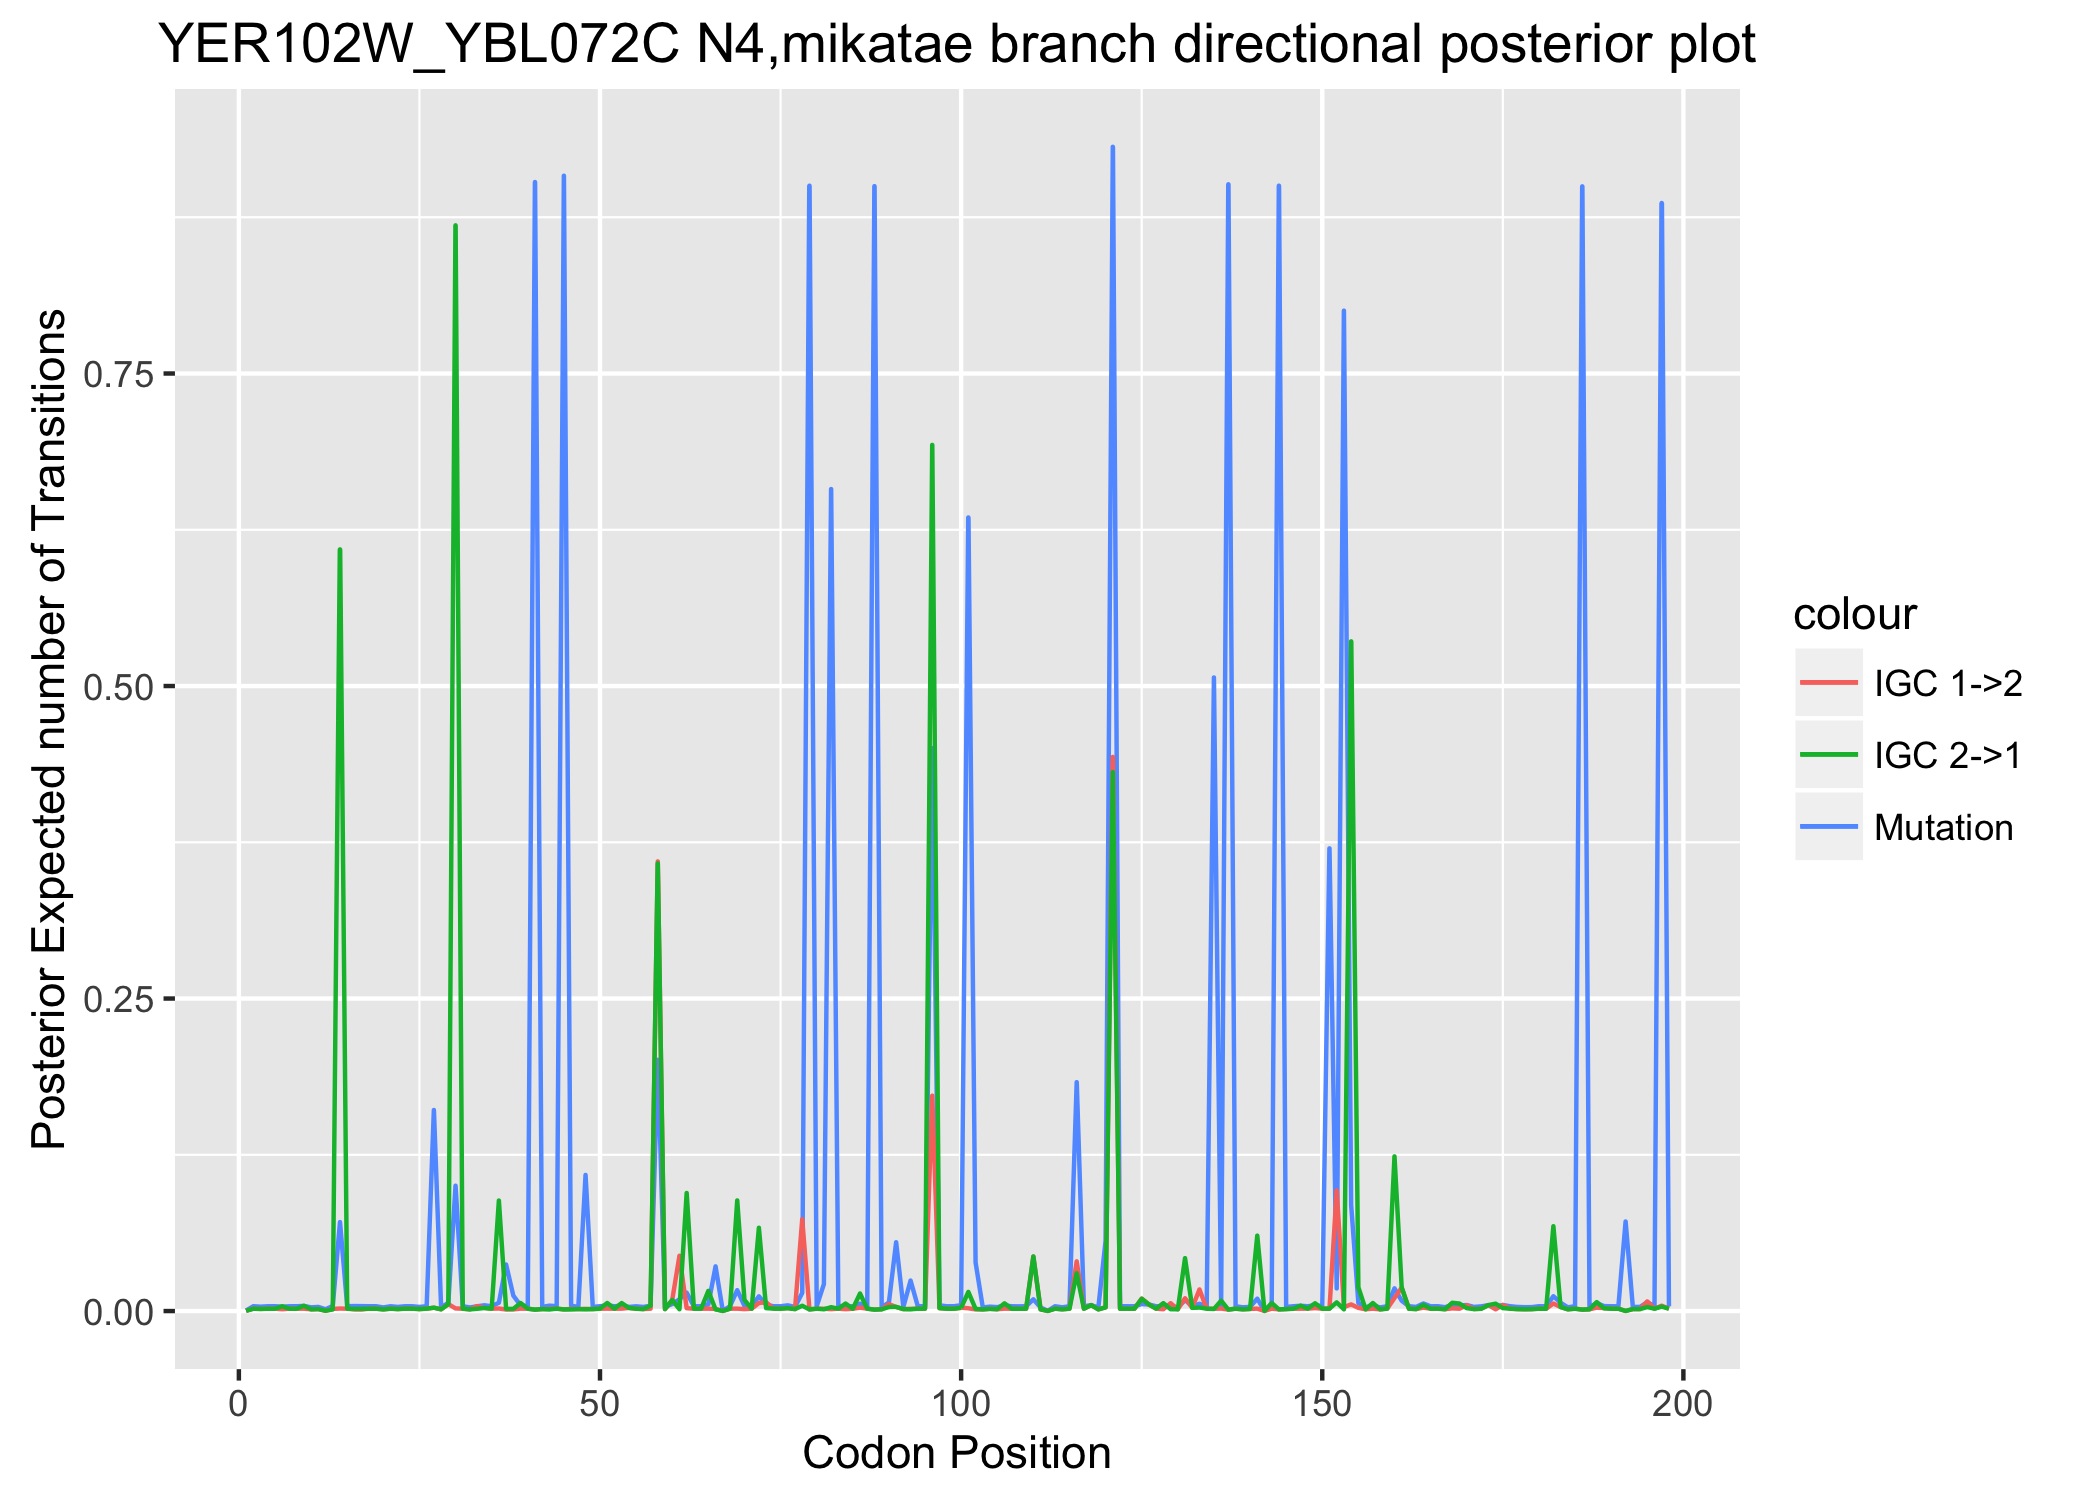 YER102W_YBL072C N4,mikatae branch directional posterior plot
Posterior Expected number of Transitions
0.75
0.50
0.25
0.00
0 50 100 150 200
Codon Position
colour
IGC 1->2
IGC 2->1
Mutation